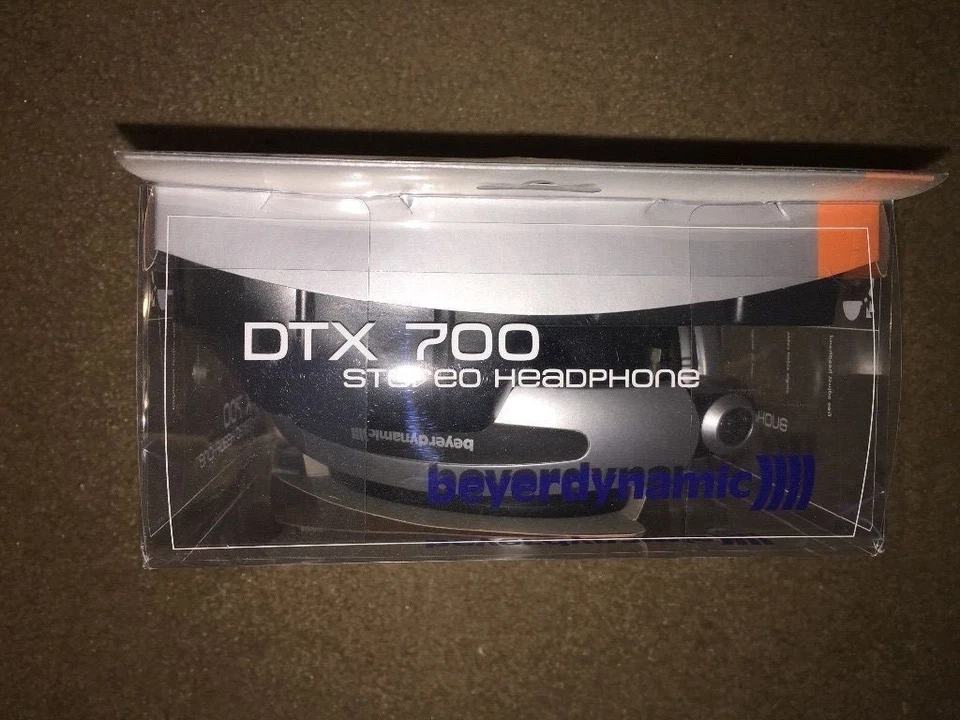 DTX 700
STEREO HEADPHONE
beyerdynamic
beyerdynamic